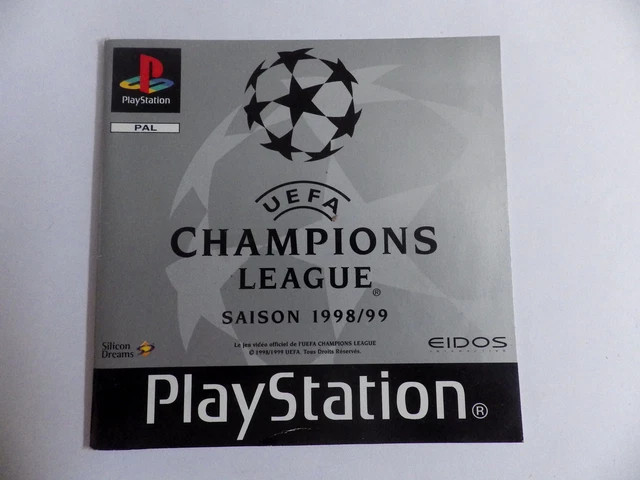 PlayStation
PAL
UEFA
CHAMPIONS
LEAGUE®
SAISON 1998/99
Le jeu vidéo officiel de l'UEFA CHAMPIONS LEAGUE
© 1998/1999 UEFA. Tous Droits Réservés.
Silicon
Dreams
EIDOS
INTERACTIVE
PlayStation®